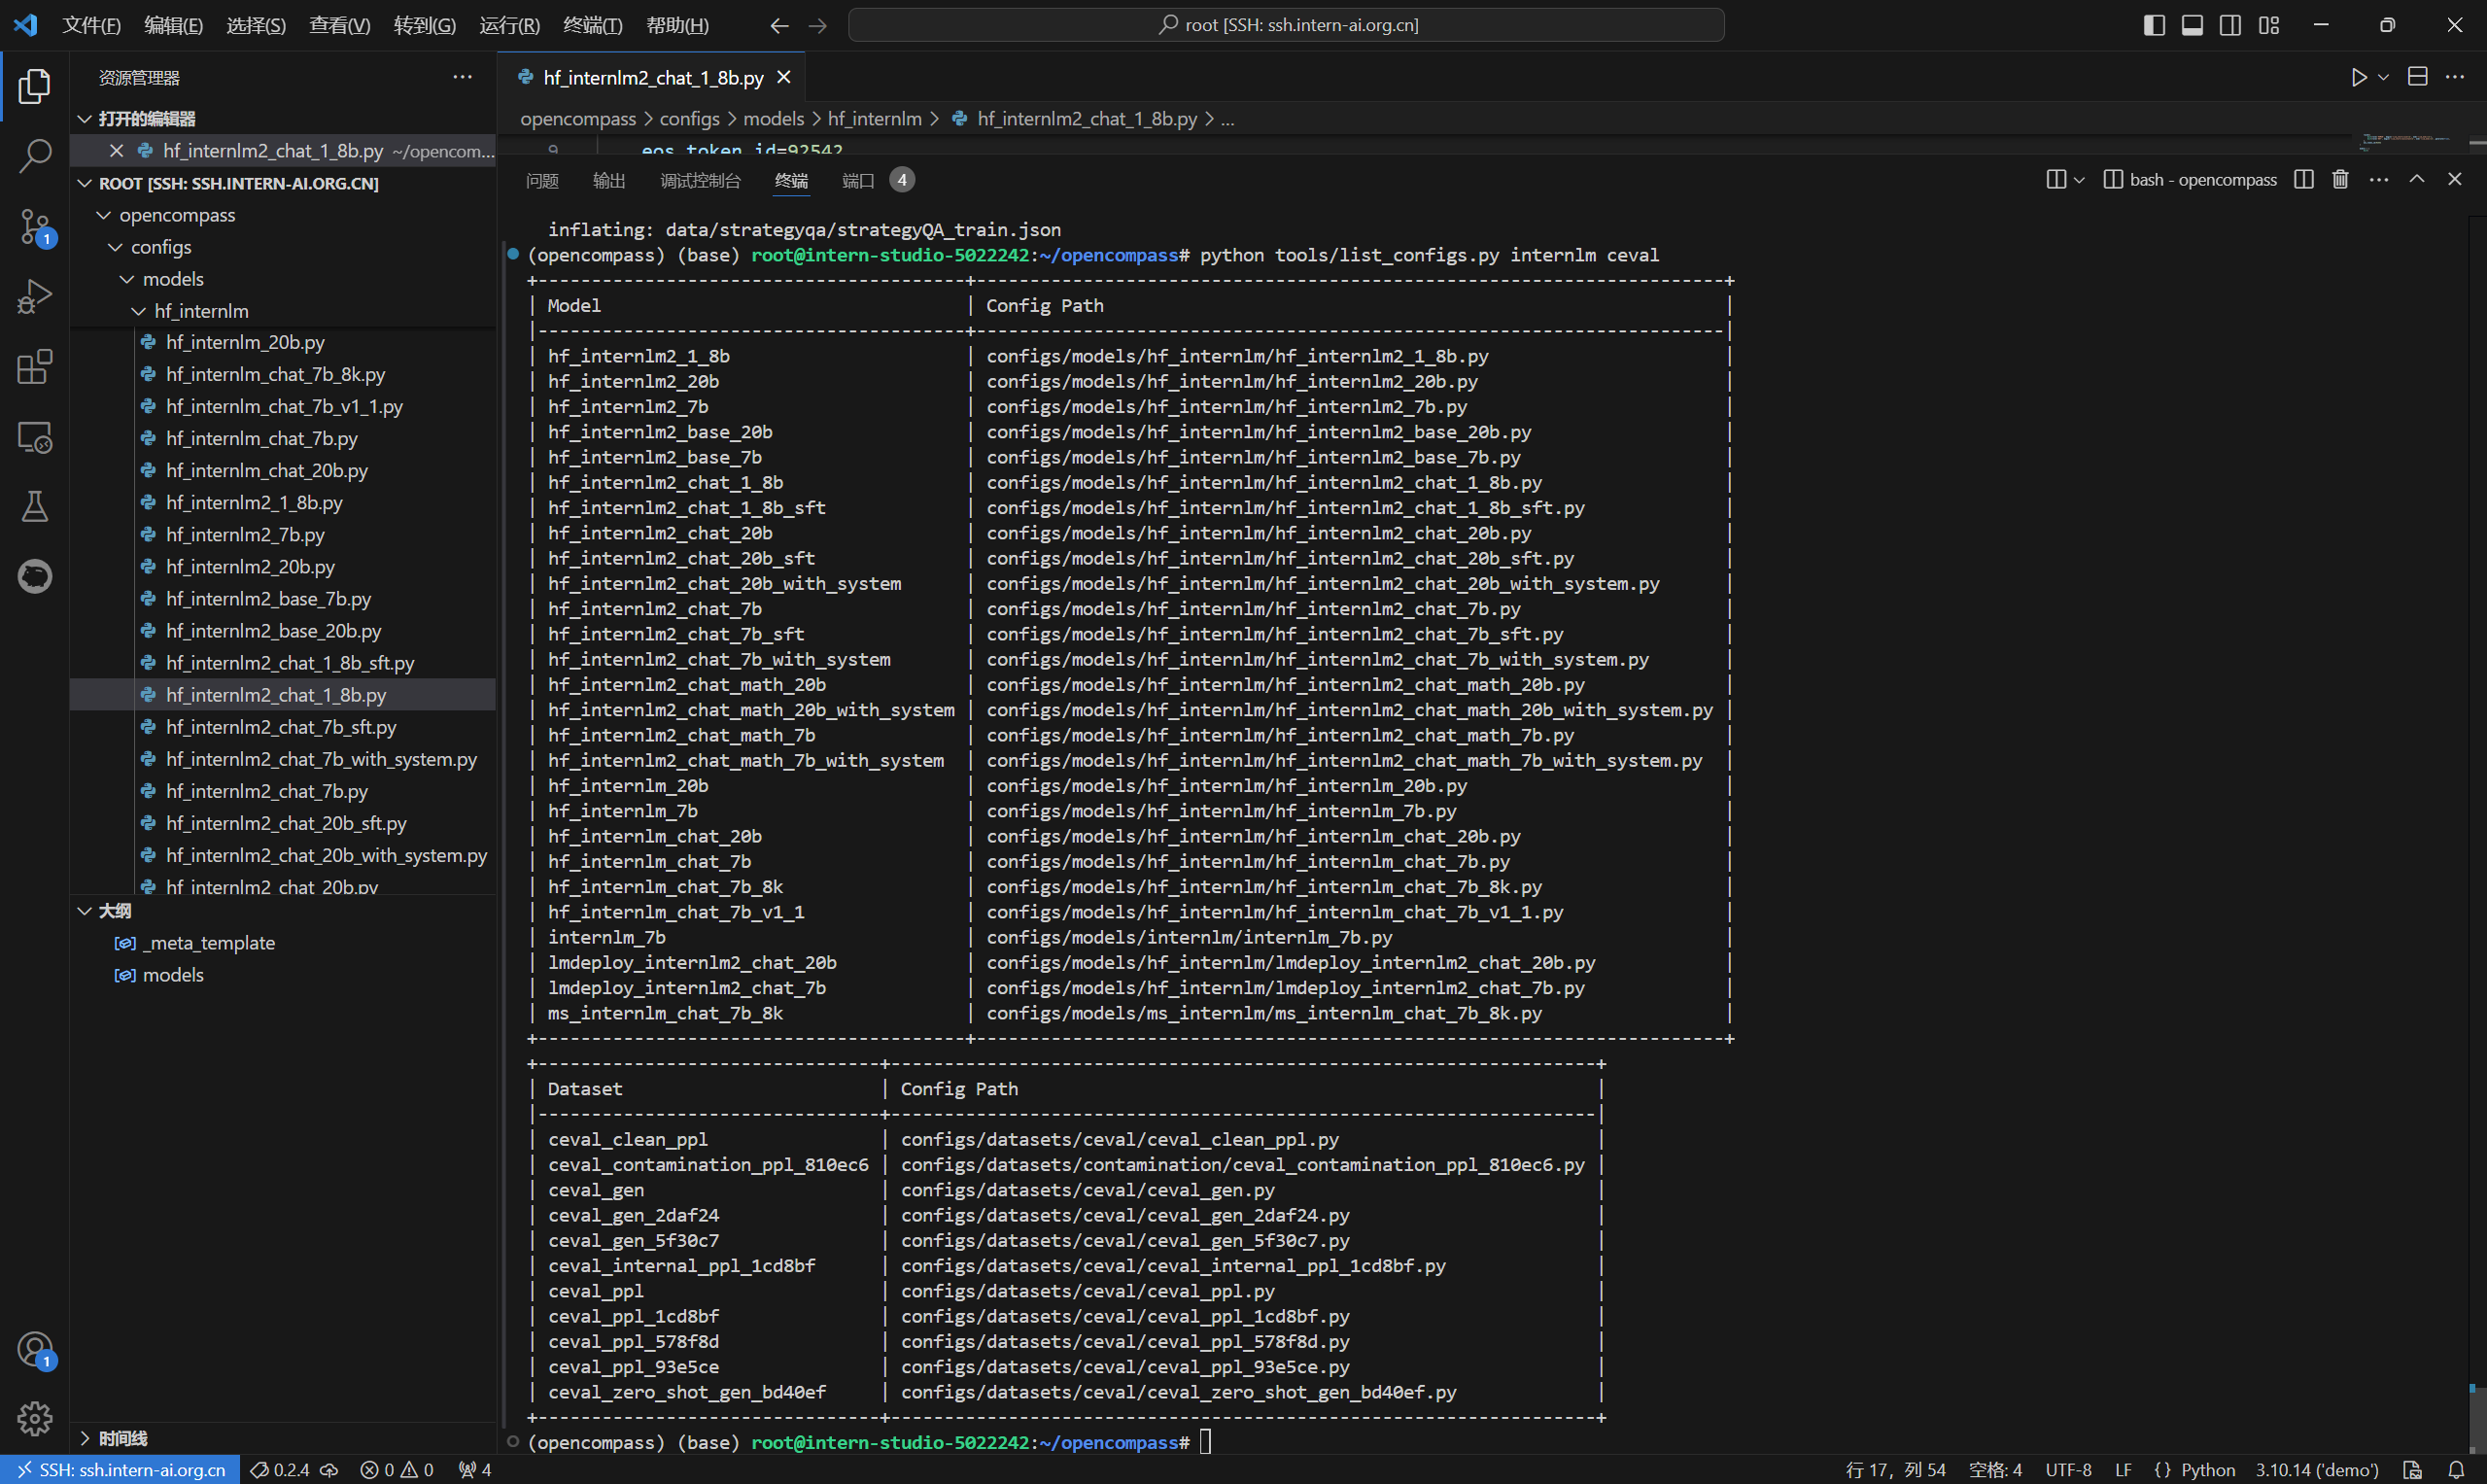 文件(F) 编辑(E) 选择(S) 查看(V) 转到(G) 运行(R) 终端(T) 帮助(H)
root [SSH: ssh.intern-ai.org.cn]
资源管理器
打开的编辑器
hf_internlm2_chat_1_8b.py ~/opencom...
ROOT [SSH: SSH.INTERN-AI.ORG.CN]
opencompass
configs
models
hf_internlm
hf_internlm_20b.py
hf_internlm_chat_7b_8k.py
hf_internlm_chat_7b_v1_1.py
hf_internlm_chat_7b.py
hf_internlm_chat_20b.py
hf_internlm2_1_8b.py
hf_internlm2_7b.py
hf_internlm2_20b.py
hf_internlm2_base_7b.py
hf_internlm2_base_20b.py
hf_internlm2_chat_1_8b_sft.py
hf_internlm2_chat_1_8b.py
hf_internlm2_chat_7b_sft.py
hf_internlm2_chat_7b_with_system.py
hf_internlm2_chat_7b.py
hf_internlm2_chat_20b_sft.py
hf_internlm2_chat_20b_with_system.py
hf_internlm2_chat_20b.py
大纲
_meta_template
models
时间线
1
1
hf_internlm2_chat_1_8b.py
opencompass > configs > models > hf_internlm > hf_internlm2_chat_1_8b.py > ...
9 eos_token_id=92542
问题 输出 调试控制台 终端 端口 4
bash - opencompass
inflating: data/strategyqa/strategyQA_train.json
(opencompass) (base) root@intern-studio-5022242:~/opencompass# python tools/list_configs.py internlm ceval
+----------------------------------------+----------------------------------------------------------------------+
| Model | Config Path |
|----------------------------------------+----------------------------------------------------------------------|
| hf_internlm2_1_8b | configs/models/hf_internlm/hf_internlm2_1_8b.py |
| hf_internlm2_20b | configs/models/hf_internlm/hf_internlm2_20b.py |
| hf_internlm2_7b | configs/models/hf_internlm/hf_internlm2_7b.py |
| hf_internlm2_base_20b | configs/models/hf_internlm/hf_internlm2_base_20b.py |
| hf_internlm2_base_7b | configs/models/hf_internlm/hf_internlm2_base_7b.py |
| hf_internlm2_chat_1_8b | configs/models/hf_internlm/hf_internlm2_chat_1_8b.py |
| hf_internlm2_chat_1_8b_sft | configs/models/hf_internlm/hf_internlm2_chat_1_8b_sft.py |
| hf_internlm2_chat_20b | configs/models/hf_internlm/hf_internlm2_chat_20b.py |
| hf_internlm2_chat_20b_sft | configs/models/hf_internlm/hf_internlm2_chat_20b_sft.py |
| hf_internlm2_chat_20b_with_system | configs/models/hf_internlm/hf_internlm2_chat_20b_with_system.py |
| hf_internlm2_chat_7b | configs/models/hf_internlm/hf_internlm2_chat_7b.py |
| hf_internlm2_chat_7b_sft | configs/models/hf_internlm/hf_internlm2_chat_7b_sft.py |
| hf_internlm2_chat_7b_with_system | configs/models/hf_internlm/hf_internlm2_chat_7b_with_system.py |
| hf_internlm2_chat_math_20b | configs/models/hf_internlm/hf_internlm2_chat_math_20b.py |
| hf_internlm2_chat_math_20b_with_system | configs/models/hf_internlm/hf_internlm2_chat_math_20b_with_system.py |
| hf_internlm2_chat_math_7b | configs/models/hf_internlm/hf_internlm2_chat_math_7b.py |
| hf_internlm2_chat_math_7b_with_system | configs/models/hf_internlm/hf_internlm2_chat_math_7b_with_system.py |
| hf_internlm_20b | configs/models/hf_internlm/hf_internlm_20b.py |
| hf_internlm_7b | configs/models/hf_internlm/hf_internlm_7b.py |
| hf_internlm_chat_20b | configs/models/hf_internlm/hf_internlm_chat_20b.py |
| hf_internlm_chat_7b | configs/models/hf_internlm/hf_internlm_chat_7b.py |
| hf_internlm_chat_7b_8k | configs/models/hf_internlm/hf_internlm_chat_7b_8k.py |
| hf_internlm_chat_7b_v1_1 | configs/models/hf_internlm/hf_internlm_chat_7b_v1_1.py |
| internlm_7b | configs/models/internlm/internlm_7b.py |
| lmdeploy_internlm2_chat_20b | configs/models/hf_internlm/lmdeploy_internlm2_chat_20b.py |
| lmdeploy_internlm2_chat_7b | configs/models/hf_internlm/lmdeploy_internlm2_chat_7b.py |
| ms_internlm_chat_7b_8k | configs/models/ms_internlm/ms_internlm_chat_7b_8k.py |
+----------------------------------------+----------------------------------------------------------------------+
+--------------------------------+------------------------------------------------------------------+
| Dataset | Config Path |
|--------------------------------+------------------------------------------------------------------|
| ceval_clean_ppl | configs/datasets/ceval/ceval_clean_ppl.py |
| ceval_contamination_ppl_810ec6 | configs/datasets/contamination/ceval_contamination_ppl_810ec6.py |
| ceval_gen | configs/datasets/ceval/ceval_gen.py |
| ceval_gen_2daf24 | configs/datasets/ceval/ceval_gen_2daf24.py |
| ceval_gen_5f30c7 | configs/datasets/ceval/ceval_gen_5f30c7.py |
| ceval_internal_ppl_1cd8bf | configs/datasets/ceval/ceval_internal_ppl_1cd8bf.py |
| ceval_ppl | configs/datasets/ceval/ceval_ppl.py |
| ceval_ppl_1cd8bf | configs/datasets/ceval/ceval_ppl_1cd8bf.py |
| ceval_ppl_578f8d | configs/datasets/ceval/ceval_ppl_578f8d.py |
| ceval_ppl_93e5ce | configs/datasets/ceval/ceval_ppl_93e5ce.py |
| ceval_zero_shot_gen_bd40ef | configs/datasets/ceval/ceval_zero_shot_gen_bd40ef.py |
+--------------------------------+------------------------------------------------------------------+
(opencompass) (base) root@intern-studio-5022242:~/opencompass#
SSH: ssh.intern-ai.org.cn 0.2.4 0 0 4 行 17, 列 54 空格: 4 UTF-8 LF {} Python 3.10.14 ('demo')